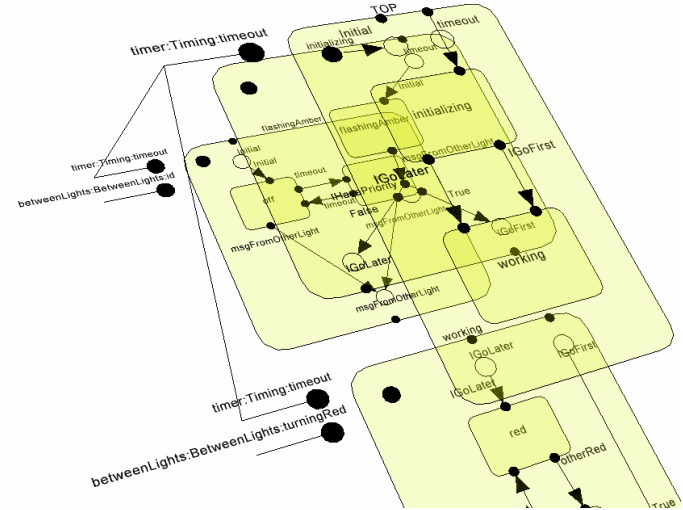 TOP
timeout
Initial
timer:Timing:timeout
initializing
timeout
Initial
initializing
flashingAmber
flashingAmber
Initial
Initial
msgFromOtherLight
IGoFirst
timer:Timing:timeout
betweenLights:BetweenLights:id
timeout
IGoLater
IHavePriority
True
off
timeout
False
msgFromOtherLight
IGoFirst
msgFromOtherLight
IGoLater
working
msgFromOtherLight
working
IGoLater
IGoFirst
timer:Timing:timeout
IGoLater
betweenLights:BetweenLights:turningRed
red
otherRed
True